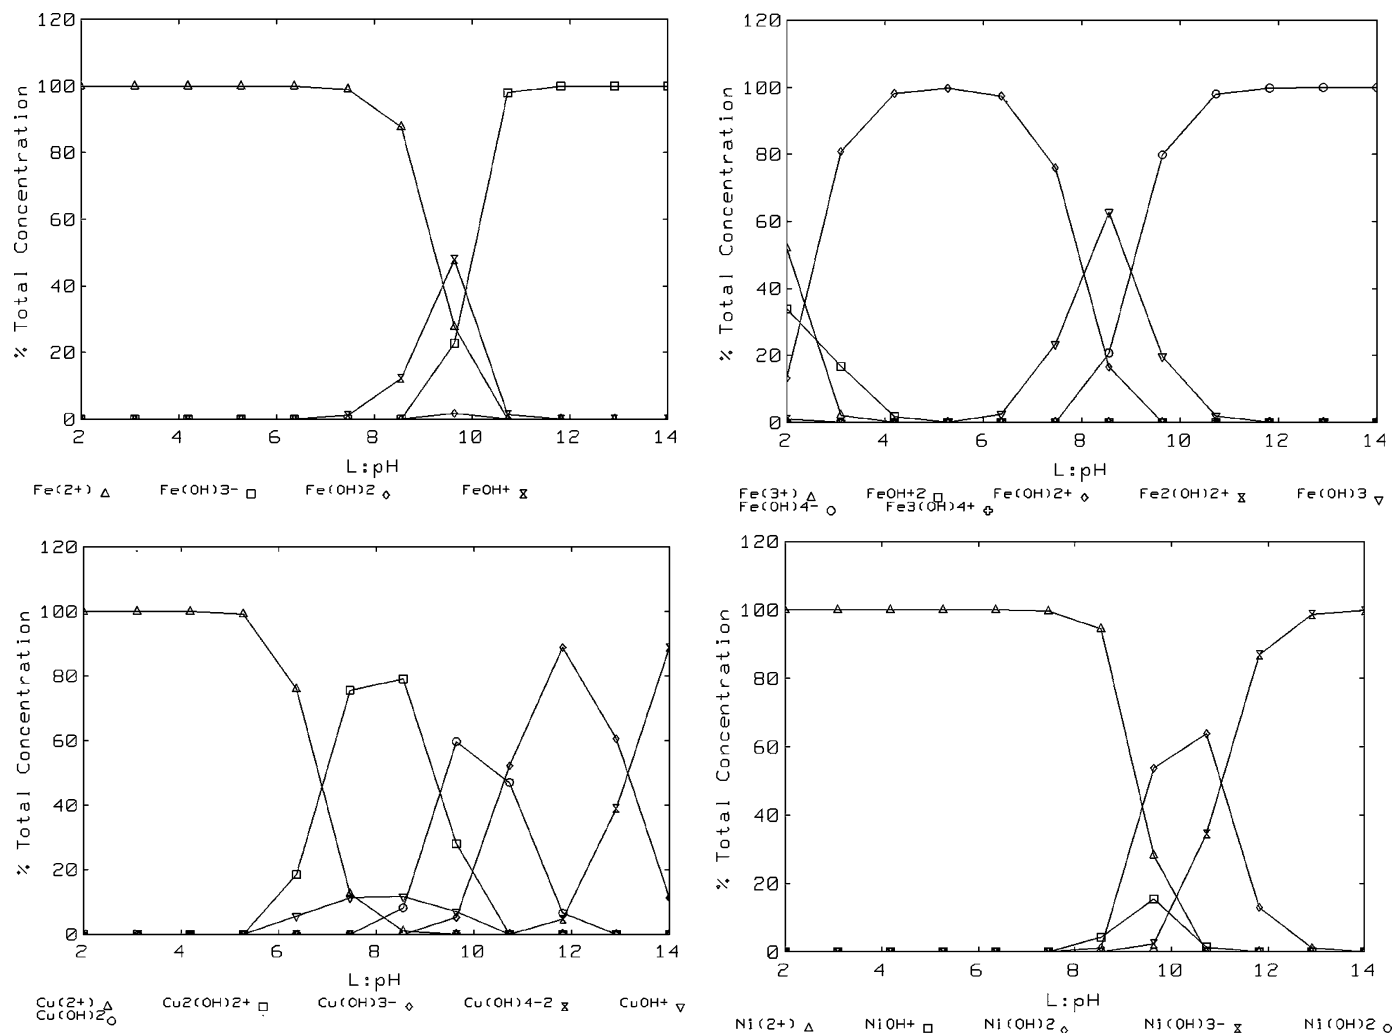 120
100
80
60
40
20
0
% Total Concentration
2 4 6 8 10 12 14
L:pH
Fe(2+) Fe(OH)3- Fe(OH)2 FeOH+
120
100
80
60
40
20
0
% Total Concentration
2 4 6 8 10 12 14
L:pH
Fe(3+) FeOH+2 Fe(OH)2+ Fe2(OH)2+ Fe(OH)3
Fe(OH)4- Fe3(OH)4+
120
100
80
60
40
20
0
% Total Concentration
2 4 6 8 10 12 14
L:pH
Cu(2+) Cu2(OH)2+ Cu(OH)3- Cu(OH)4-2 CuOH+
Cu(OH)2
120
100
80
60
40
20
0
% Total Concentration
2 4 6 8 10 12 14
L:pH
Ni(2+) NiOH+ Ni(OH)2 Ni(OH)3- Ni(OH)2